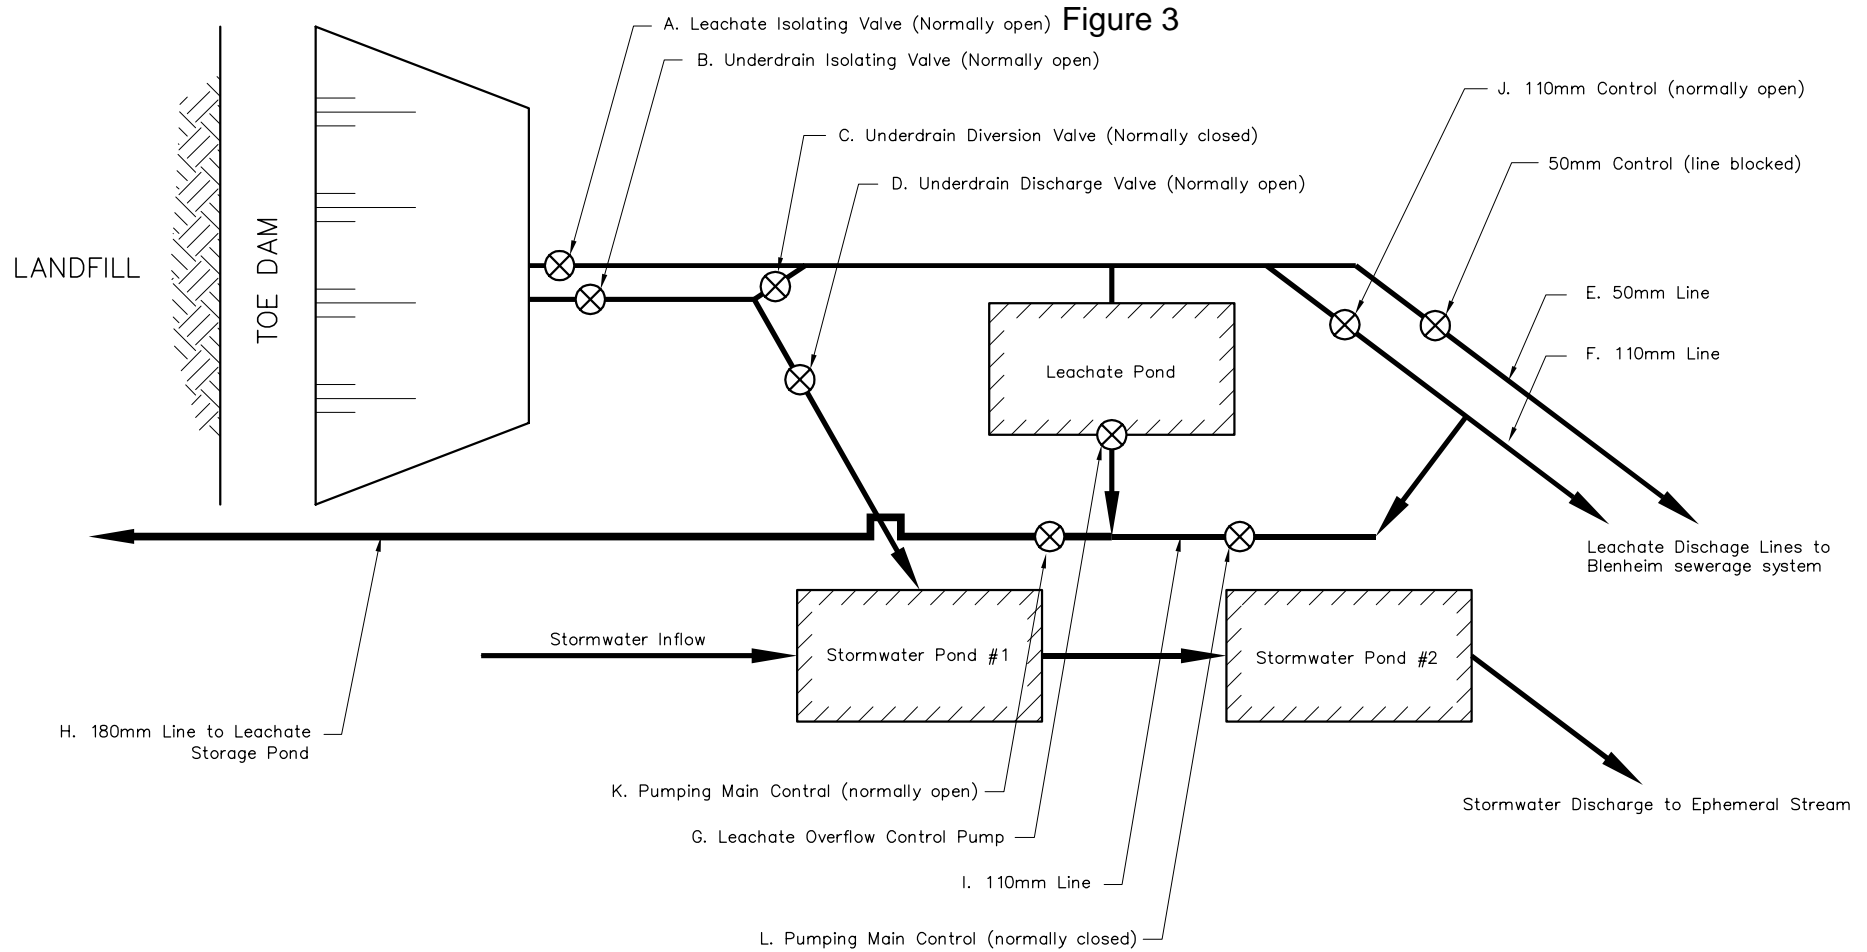 Figure 3
A. Leachate Isolating Valve (Normally open)
B. Underdrain Isolating Valve (Normally open)
J. 110mm Control (normally open)
C. Underdrain Diversion Valve (Normally closed)
50mm Control (line blocked)
D. Underdrain Discharge Valve (Normally open)
LANDFILL
TOE DAM
E. 50mm Line
F. 110mm Line
Leachate Pond
Leachate Dischage Lines to
Blenheim sewerage system
Stormwater Inflow
Stormwater Pond #1
Stormwater Pond #2
H. 180mm Line to Leachate
Storage Pond
K. Pumping Main Contral (normally open)
Stormwater Discharge to Ephemeral Stream
G. Leachate Overflow Control Pump
I. 110mm Line
L. Pumping Main Control (normally closed)